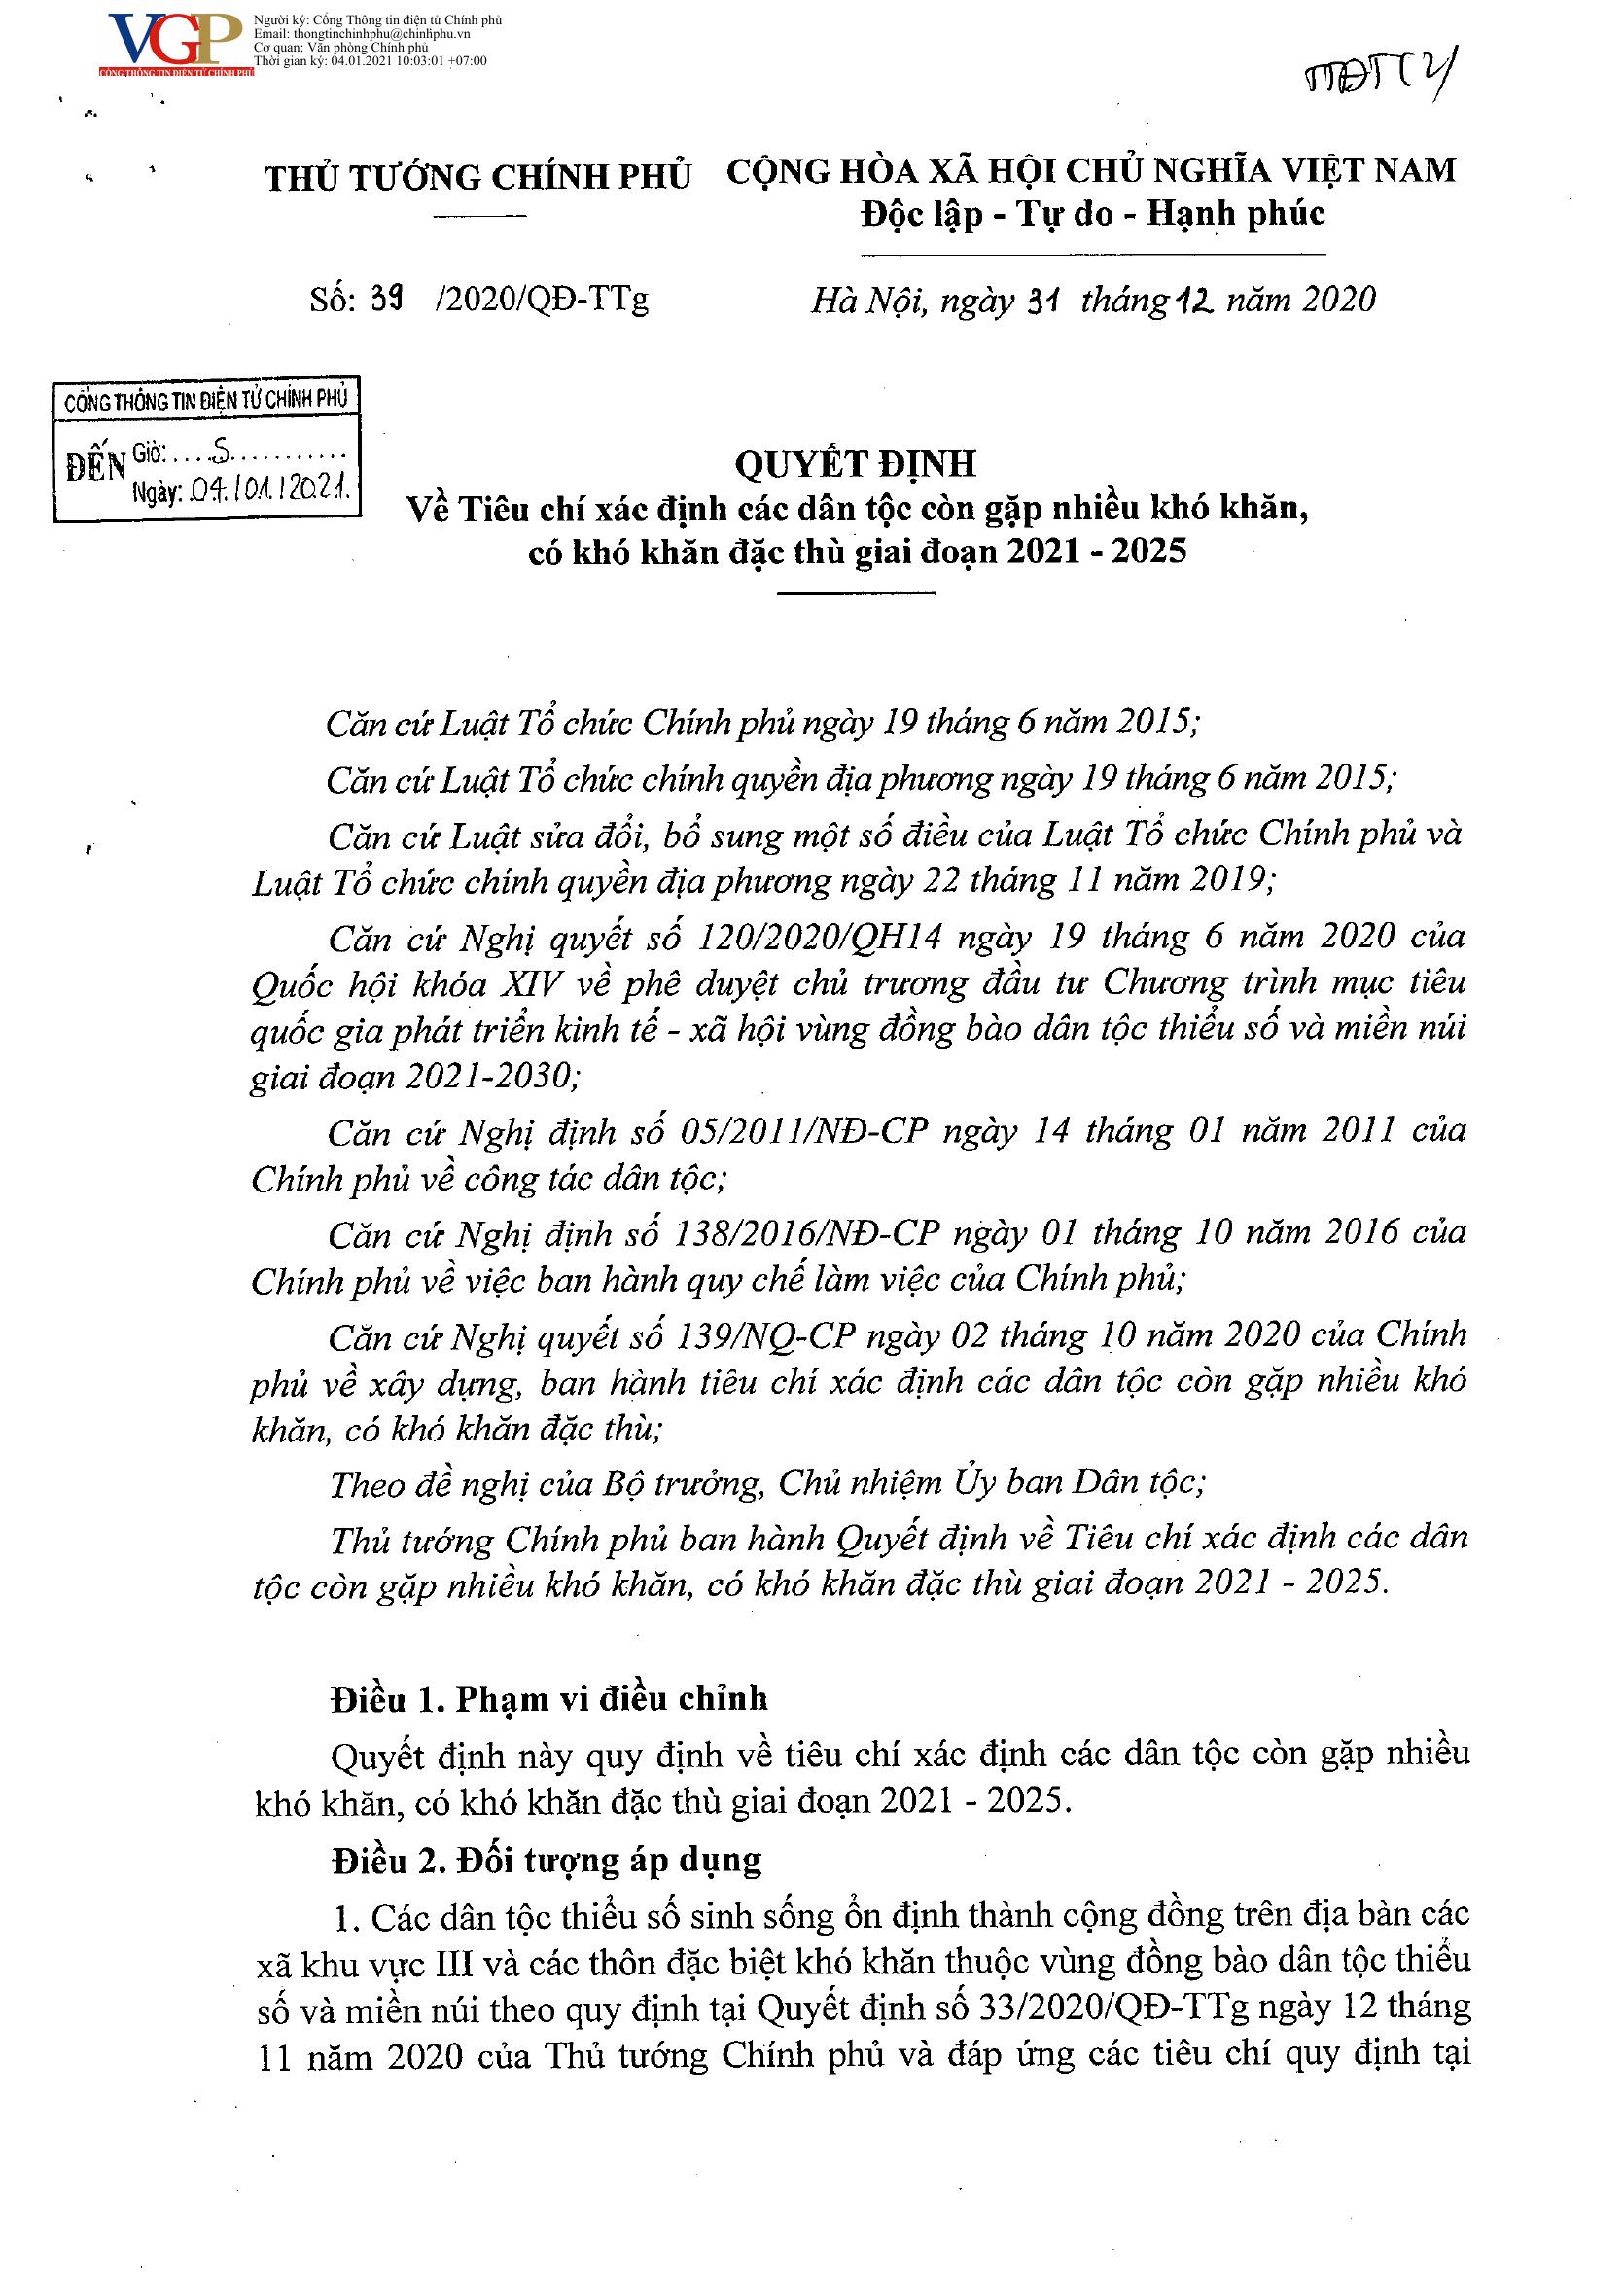 VGP
CỔNG THÔNG TIN ĐIỆN TỬ CHÍNH PHỦ
Người ký: Cổng Thông tin điện tử Chính phủ
Email: thongtinchinhphu@chinhphu.vn
Cơ quan: Văn phòng Chính phủ
Thời gian ký: 04.01.2021 10:03:01 +07:00
TTĐT(2)
THỦ TƯỚNG CHÍNH PHỦ
CỘNG HÒA XÃ HỘI CHỦ NGHĨA VIỆT NAM
Độc lập - Tự do - Hạnh phúc
Số: 39 /2020/QĐ-TTg
Hà Nội, ngày 31 tháng 12 năm 2020
CỔNG THÔNG TIN ĐIỆN TỬ CHÍNH PHỦ
ĐẾN Giờ:....S...........
Ngày: 04/01/2021.
QUYẾT ĐỊNH
Về Tiêu chí xác định các dân tộc còn gặp nhiều khó khăn,
có khó khăn đặc thù giai đoạn 2021 - 2025
Căn cứ Luật Tổ chức Chính phủ ngày 19 tháng 6 năm 2015;
Căn cứ Luật Tổ chức chính quyền địa phương ngày 19 tháng 6 năm 2015;
Căn cứ Luật sửa đổi, bổ sung một số điều của Luật Tổ chức Chính phủ và
Luật Tổ chức chính quyền địa phương ngày 22 tháng 11 năm 2019;
Căn cứ Nghị quyết số 120/2020/QH14 ngày 19 tháng 6 năm 2020 của
Quốc hội khóa XIV về phê duyệt chủ trương đầu tư Chương trình mục tiêu
quốc gia phát triển kinh tế - xã hội vùng đồng bào dân tộc thiểu số và miền núi
giai đoạn 2021-2030;
Căn cứ Nghị định số 05/2011/NĐ-CP ngày 14 tháng 01 năm 2011 của
Chính phủ về công tác dân tộc;
Căn cứ Nghị định số 138/2016/NĐ-CP ngày 01 tháng 10 năm 2016 của
Chính phủ về việc ban hành quy chế làm việc của Chính phủ;
Căn cứ Nghị quyết số 139/NQ-CP ngày 02 tháng 10 năm 2020 của Chính
phủ về xây dựng, ban hành tiêu chí xác định các dân tộc còn gặp nhiều khó
khăn, có khó khăn đặc thù;
Theo đề nghị của Bộ trưởng, Chủ nhiệm Ủy ban Dân tộc;
Thủ tướng Chính phủ ban hành Quyết định về Tiêu chí xác định các dân
tộc còn gặp nhiều khó khăn, có khó khăn đặc thù giai đoạn 2021 - 2025.
Điều 1. Phạm vi điều chỉnh
Quyết định này quy định về tiêu chí xác định các dân tộc còn gặp nhiều
khó khăn, có khó khăn đặc thù giai đoạn 2021 - 2025.
Điều 2. Đối tượng áp dụng
1. Các dân tộc thiểu số sinh sống ổn định thành cộng đồng trên địa bàn các
xã khu vực III và các thôn đặc biệt khó khăn thuộc vùng đồng bào dân tộc thiểu
số và miền núi theo quy định tại Quyết định số 33/2020/QĐ-TTg ngày 12 tháng
11 năm 2020 của Thủ tướng Chính phủ và đáp ứng các tiêu chí quy định tại